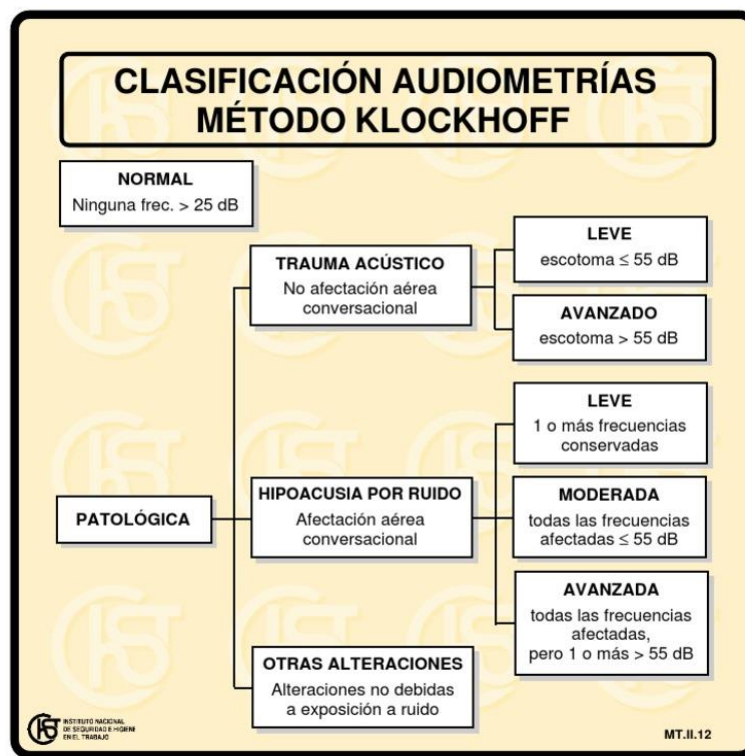 CLASIFICACIÓN AUDIOMETRÍAS
MÉTODO KLOCKHOFF
NORMAL
Ninguna frec. > 25 dB
PATOLÓGICA
TRAUMA ACÚSTICO
No afectación aérea
conversacional
LEVE
escotoma ≤ 55 dB
AVANZADO
escotoma > 55 dB
HIPOACUSIA POR RUIDO
Afectación aérea
conversacional
LEVE
1 o más frecuencias
conservadas
MODERADA
todas las frecuencias
afectadas ≤ 55 dB
AVANZADA
todas las frecuencias
afectadas,
pero 1 o más > 55 dB
OTRAS ALTERACIONES
Alteraciones no debidas
a exposición a ruido
INSTITUTO NACIONAL
DE SEGURIDAD E HIGIENE
EN EL TRABAJO
MT.II.12